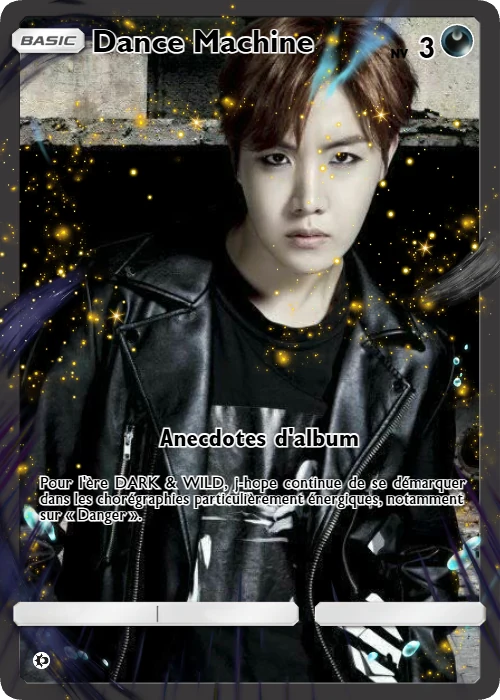 BASIC Dance Machine NV 3
Anecdotes d'album
Pour l'ère DARK & WILD, j-hope continue de se démarquer
dans les chorégraphies particulièrement énergiques, notamment
sur « Danger ».